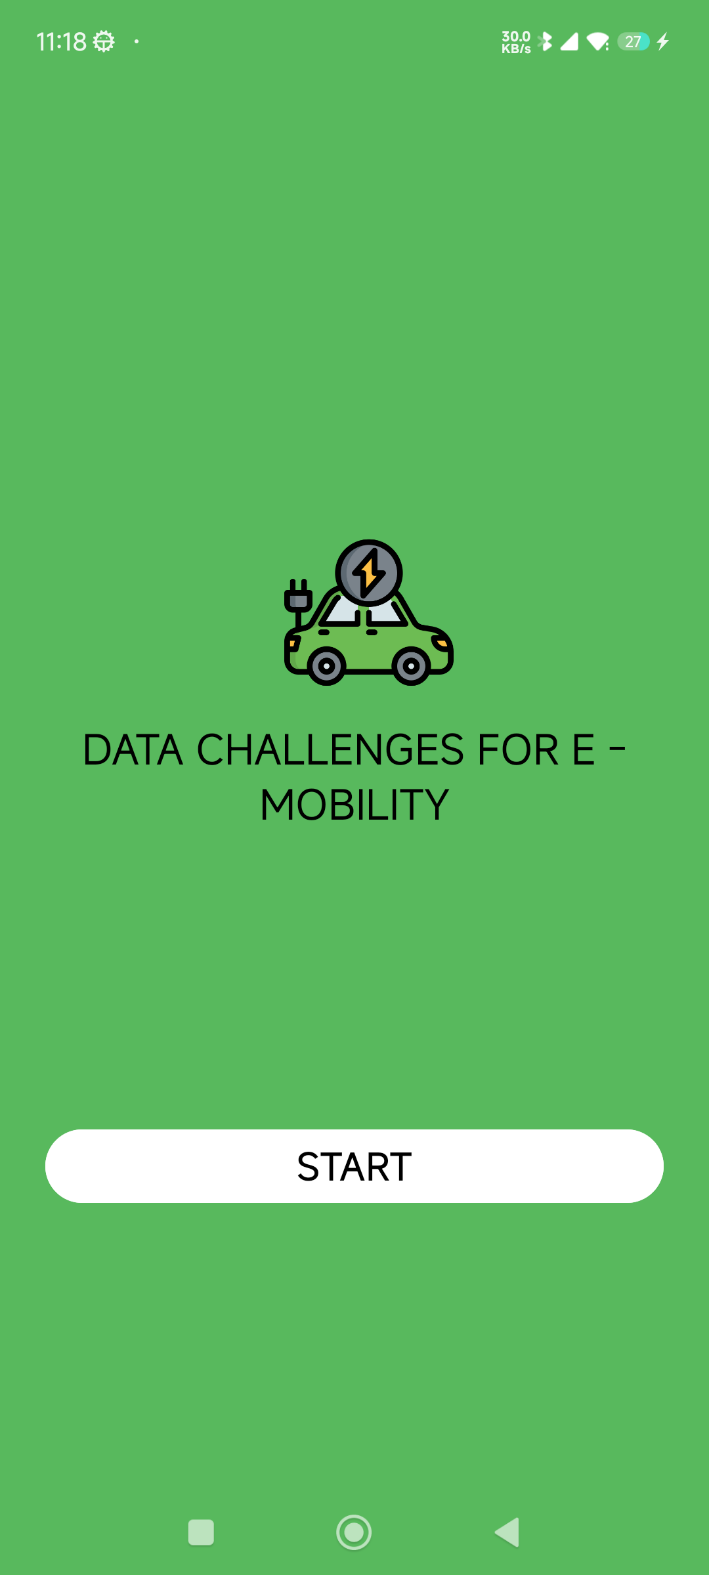 11:18
30.0
KB/s
27
DATA CHALLENGES FOR E -
MOBILITY
START